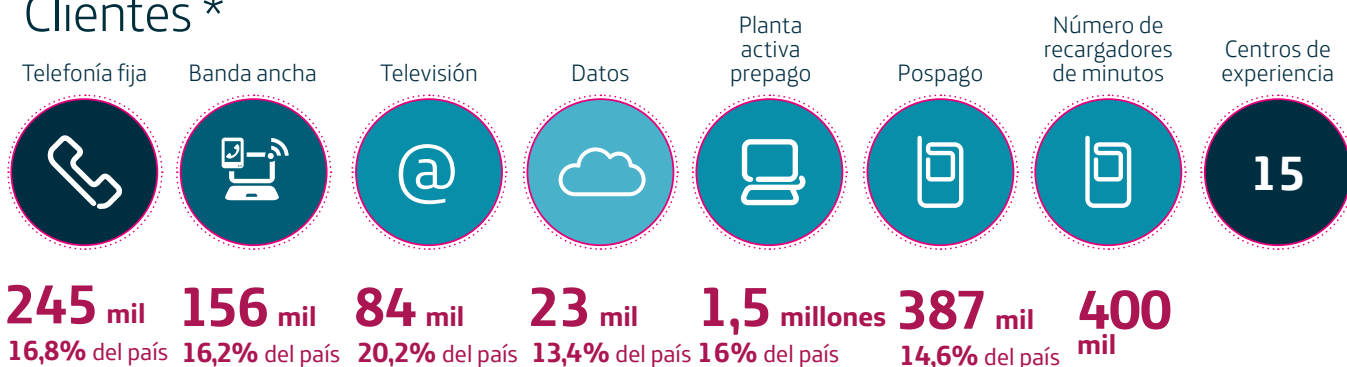 Clientes *
Telefonía fija
Banda ancha
Televisión
Datos
Planta
activa
prepago
Pospago
Número de
recargadores
de minutos
Centros de
experiencia
@
15
245 mil
16,8% del país
156 mil
16,2% del país
84 mil
20,2% del país
23 mil
13,4% del país
1,5 millones
16% del país
387 mil
14,6% del país
400
mil